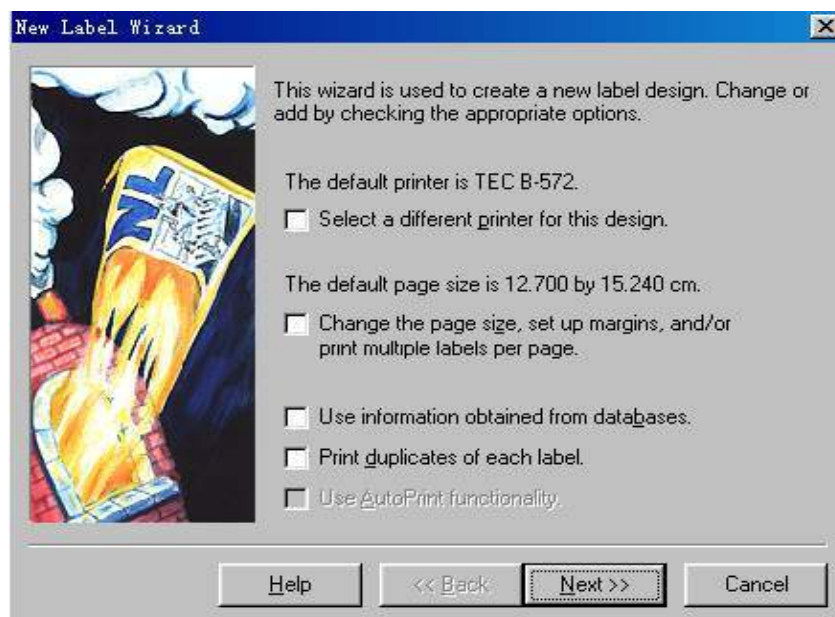 New Label Wizard
This wizard is used to create a new label design. Change or
add by checking the appropriate options.
The default printer is TEC B-572.
Select a different printer for this design.
The default page size is 12.700 by 15.240 cm.
Change the page size, set up margins, and/or
print multiple labels per page.
Use information obtained from databases.
Print duplicates of each label.
Use AutoPrint functionality.
NL
Help
<< Back
Next >>
Cancel